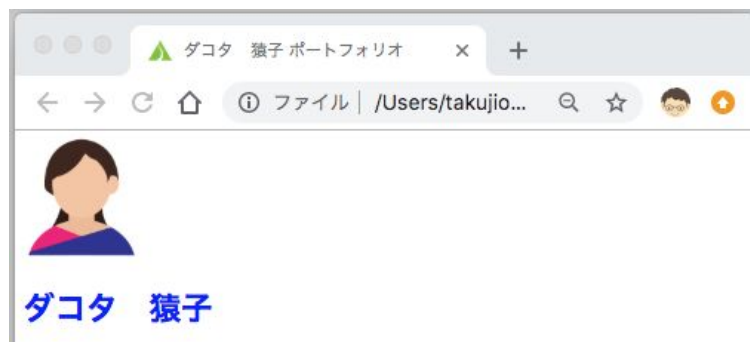 ダコタ　猿子 ポートフォリオ
ファイル | /Users/takujio...
ダコタ　猿子